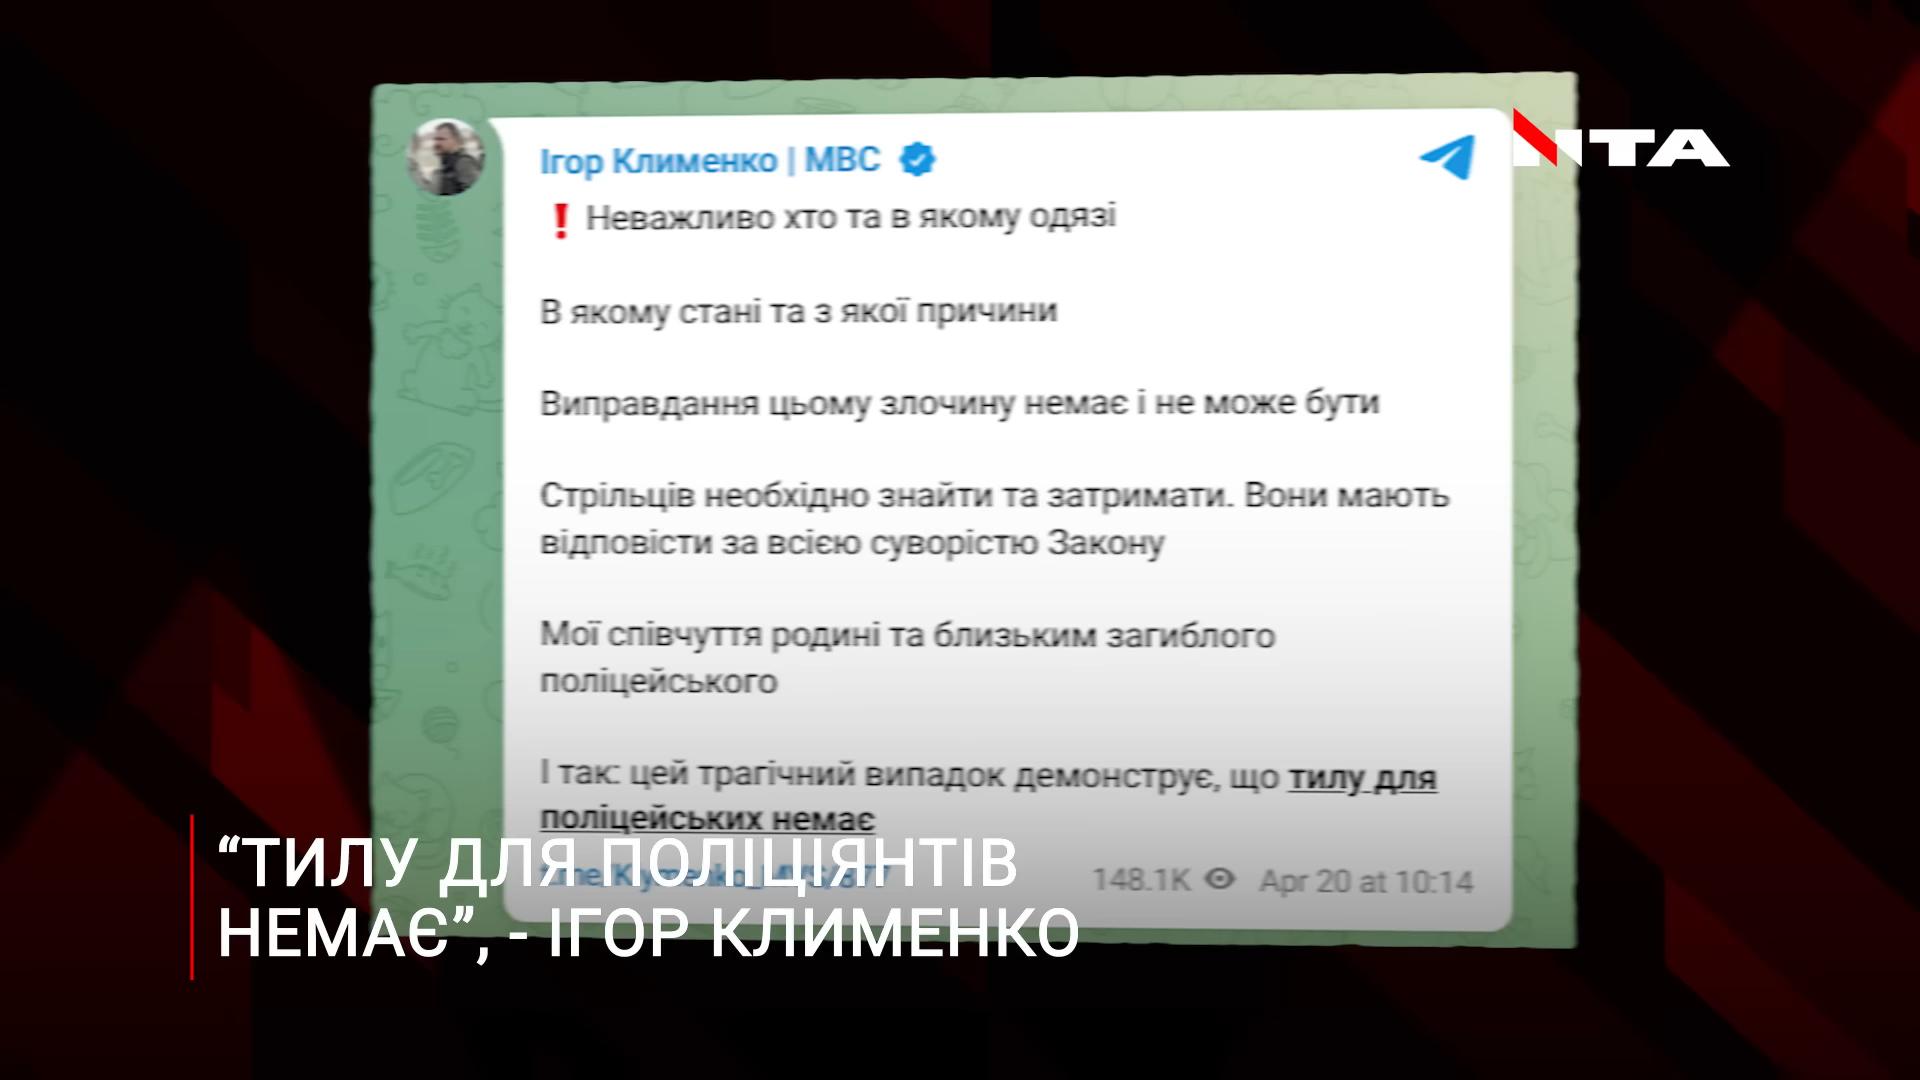 Ігор Клименко | МВС
NTA
❗ Неважливо хто та в якому одязі
В якому стані та з якої причини
Виправдання цьому злочину немає і не може бути
Стрільців необхідно знайти та затримати. Вони мають
відповісти за всією суворістю Закону
Мої співчуття родині та близьким загиблого
поліцейського
І так: цей трагічний випадок демонструє, що тилу для
поліцейських немає
t.me/Klymenko_MVS/877
148.1K Apr 20 at 10:14
“ТИЛУ ДЛЯ ПОЛІЦІЯНТІВ
НЕМАЄ”, - ІГОР КЛИМЕНКО